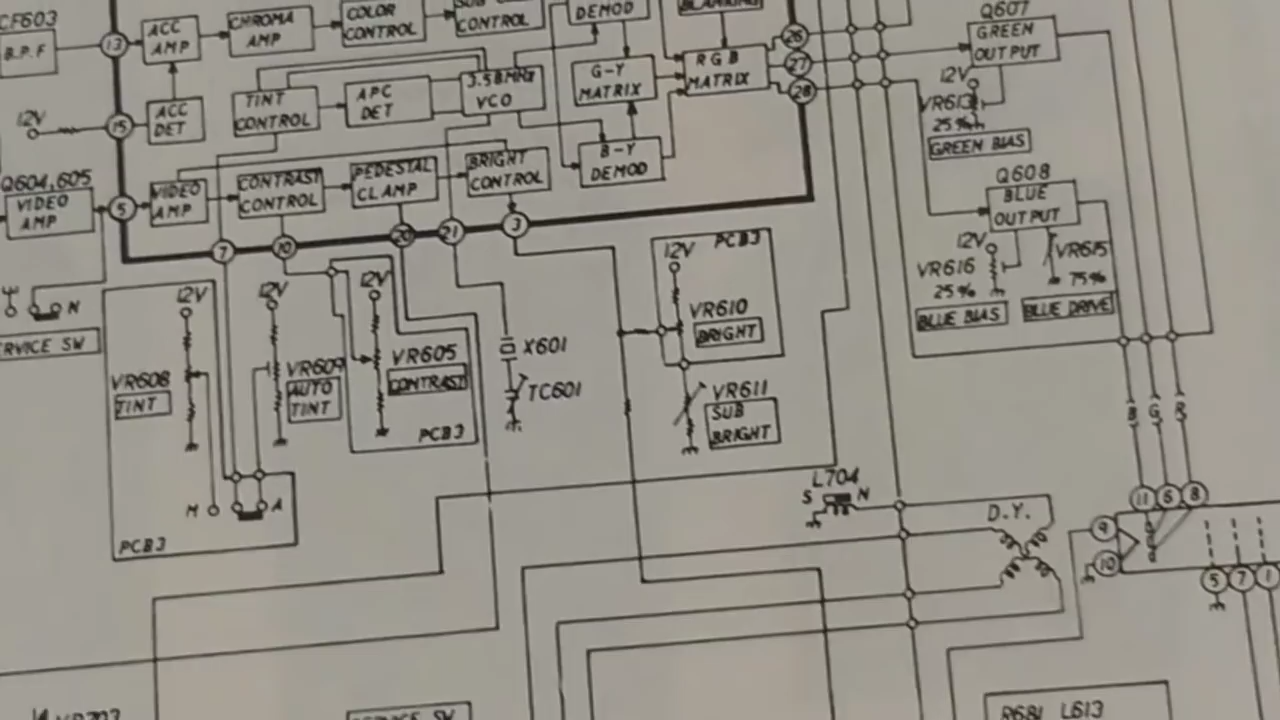 CF603
B.P.F
13
ACC
AMP
CHROMA
AMP
COLOR
CONTROL
CONTROL
DEMOD
BLANKING
26
27
28
Q607
GREEN
OUTPUT
12V
VR613
25%
GREEN BIAS
12V
15
ACC
DET
TINT
CONTROL
APC
DET
3.58MHz
VCO
G-Y
MATRIX
RGB
MATRIX
B-Y
DEMOD
Q604,605
VIDEO
AMP
5
VIDEO
AMP
CONTRAST
CONTROL
PEDESTAL
CLAMP
BRIGHT
CONTROL
7
10
20
21
3
Q608
BLUE
OUTPUT
12V
VR616
25%
BLUE BIAS
VR615
75%
BLUE DRIVE
N
RVICE SW
12V
VR608
TINT
12V
VR609
AUTO
TINT
12V
VR605
CONTRAST
PCB3
X601
TC601
PCB3
12V
VR610
BRIGHT
VR611
SUB
BRIGHT
M
A
PCB3
L704
S N
D.Y.
B G R
11 6 8
9
10
5 7 1
R681 L613